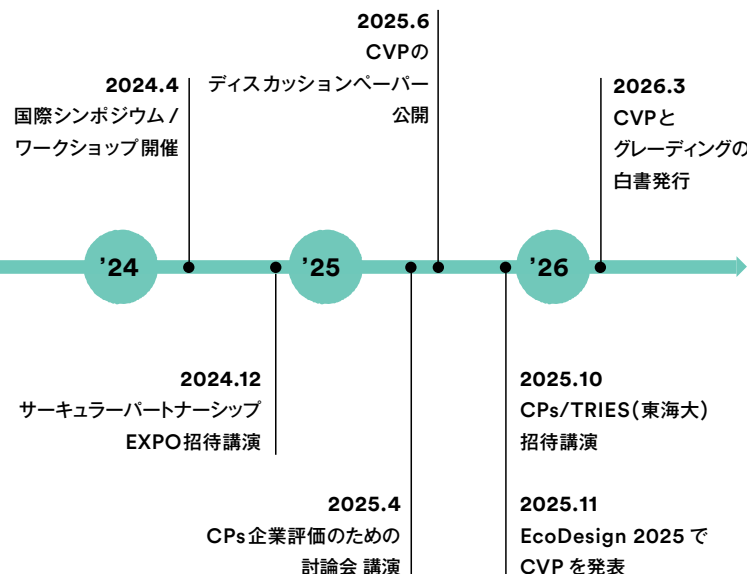 2025.6
CVPの
ディスカッションペーパー
公開
2024.4
国際シンポジウム /
ワークショップ開催
2026.3
CVPと
グレーディングの
白書発行
’24
’25
’26
2024.12
サーキュラーパートナーシップ
EXPO招待講演
2025.10
CPs/TRIES(東海大)
招待講演
2025.4
CPs企業評価のための
討論会 講演
2025.11
EcoDesign 2025 で
CVP を発表